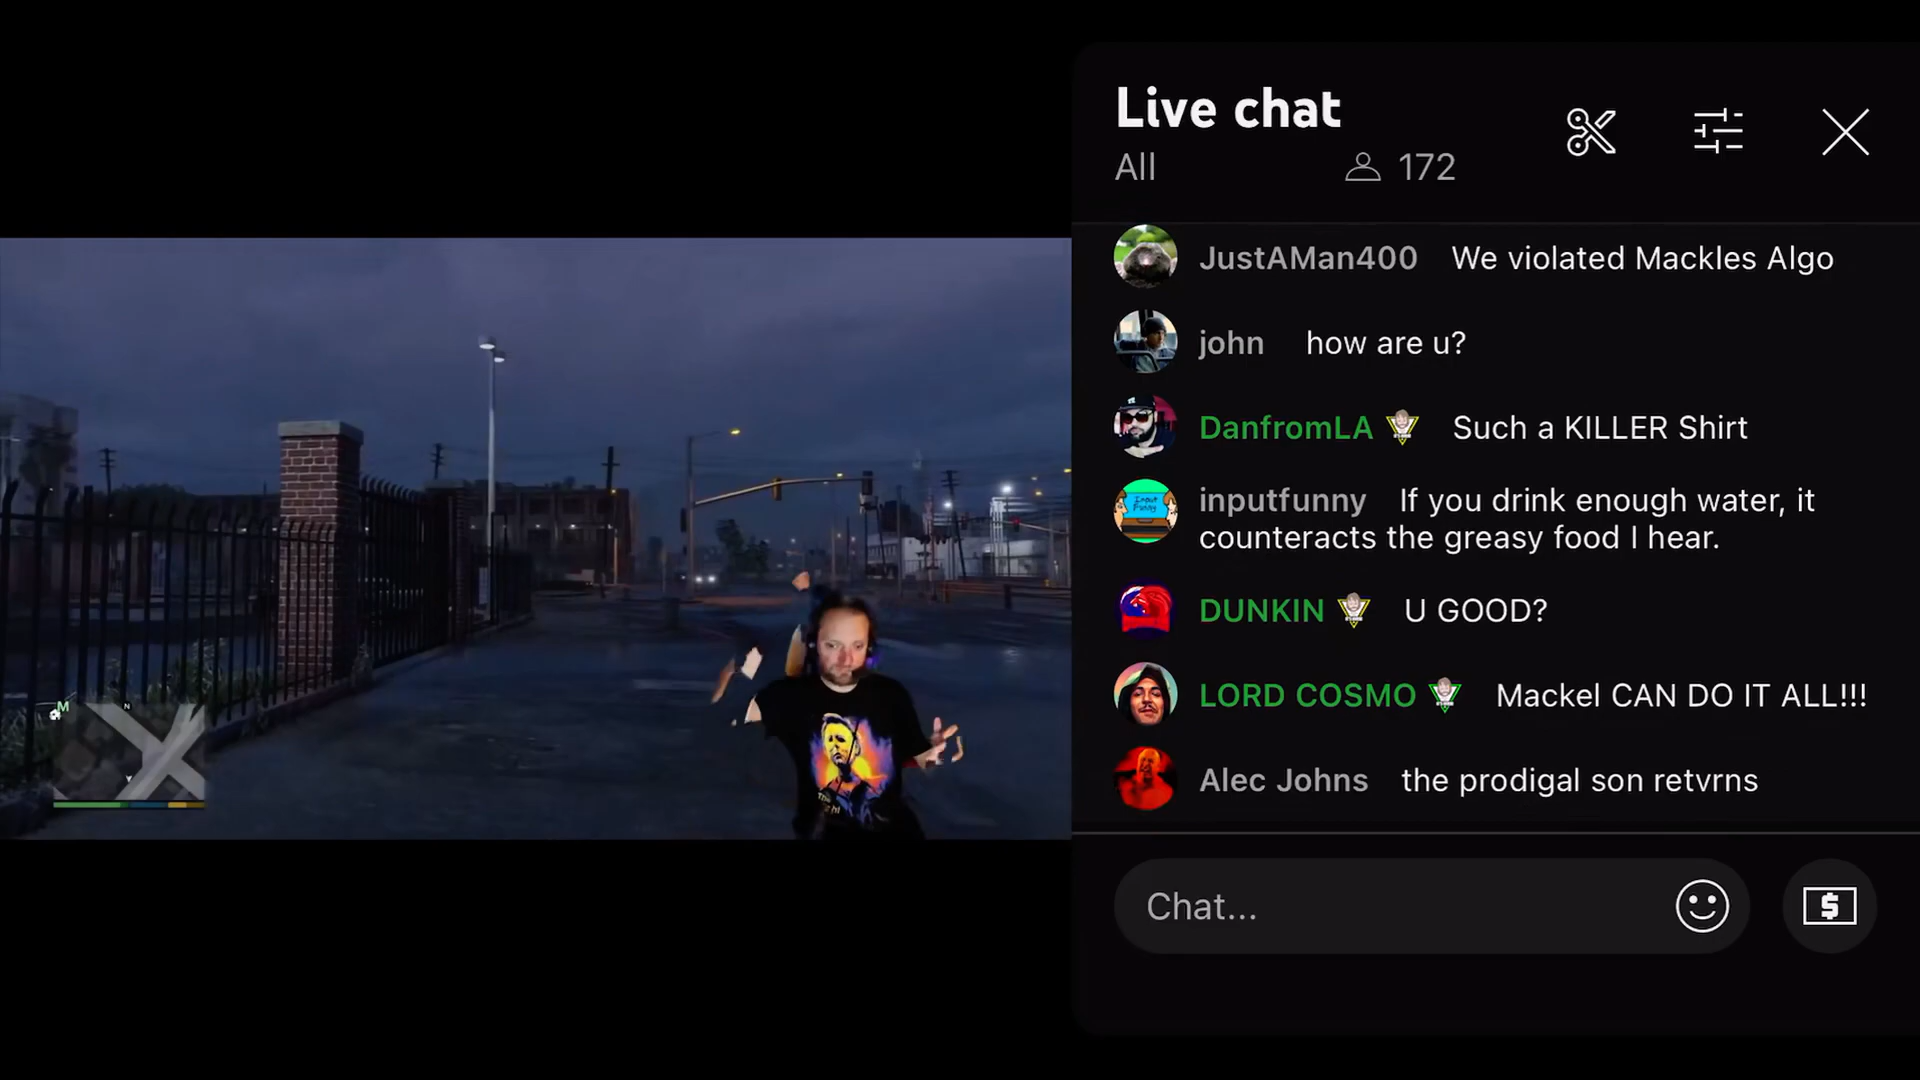 Live chat
All 172
JustAMan400 We violated Mackles Algo
john how are u?
DanfromLA Such a KILLER Shirt
inputfunny If you drink enough water, it
counteracts the greasy food I hear.
DUNKIN U GOOD?
LORD COSMO Mackel CAN DO IT ALL!!!
Alec Johns the prodigal son retvrns
Chat...
M
N
Input
Funny